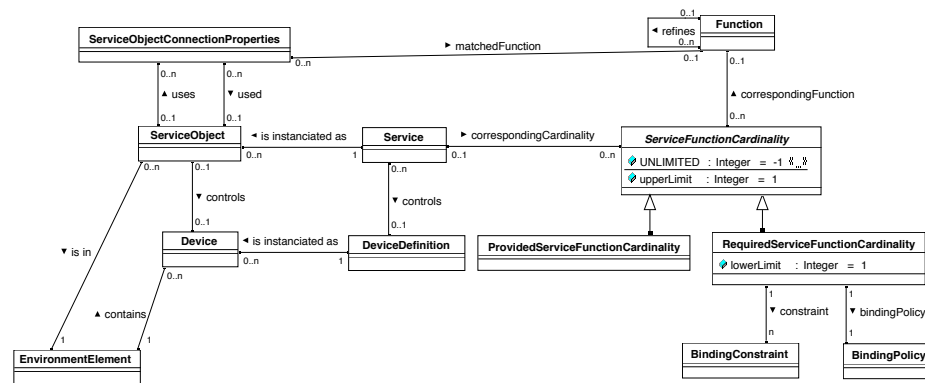 0..1
Function
refines
0..n
0..1
0..1
ServiceObjectConnectionProperties
0..n
matchedFunction
0..n
0..n
uses
used
correspondingFunction
0..1
0..1
0..n
ServiceObject
is instanciated as
Service
correspondingCardinality
ServiceFunctionCardinality
0..n
0..n
1
0..1
0..n
UNLIMITED : Integer = -1
0..1
upperLimit : Integer = 1
controls
controls
0..1
0..1
is in
Device
is instanciated as
DeviceDefinition
ProvidedServiceFunctionCardinality
RequiredServiceFunctionCardinality
0..n
0..n
1
lowerLimit : Integer = 1
1
1
contains
constraint
bindingPolicy
1
1
n
1
EnvironmentElement
BindingConstraint
BindingPolicy